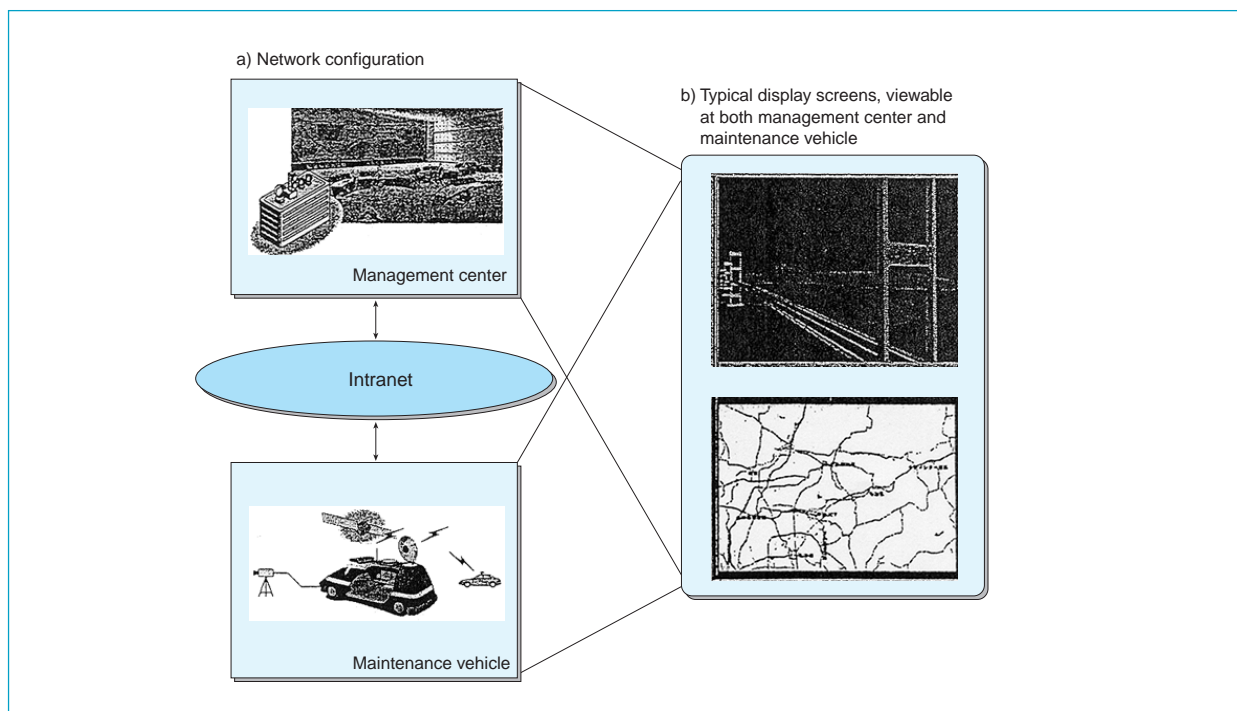 a) Network configuration
Management center
Intranet
Maintenance vehicle
b) Typical display screens, viewable
at both management center and
maintenance vehicle